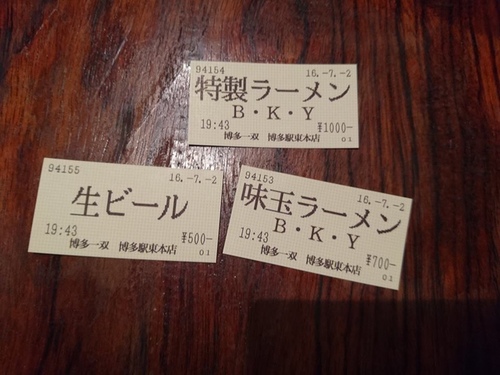 94154 16.-7.-2
特製ラーメン
B・K・Y
19:43 ¥1000-
博多一双 博多駅東本店 01
94155 16.-7.-2
生ビール
19:43 ¥500-
博多一双 博多駅東本店 01
94153 16.-7.-2
味玉ラーメン
B・K・Y
19:43 ¥700-
博多一双 博多駅東本店 01